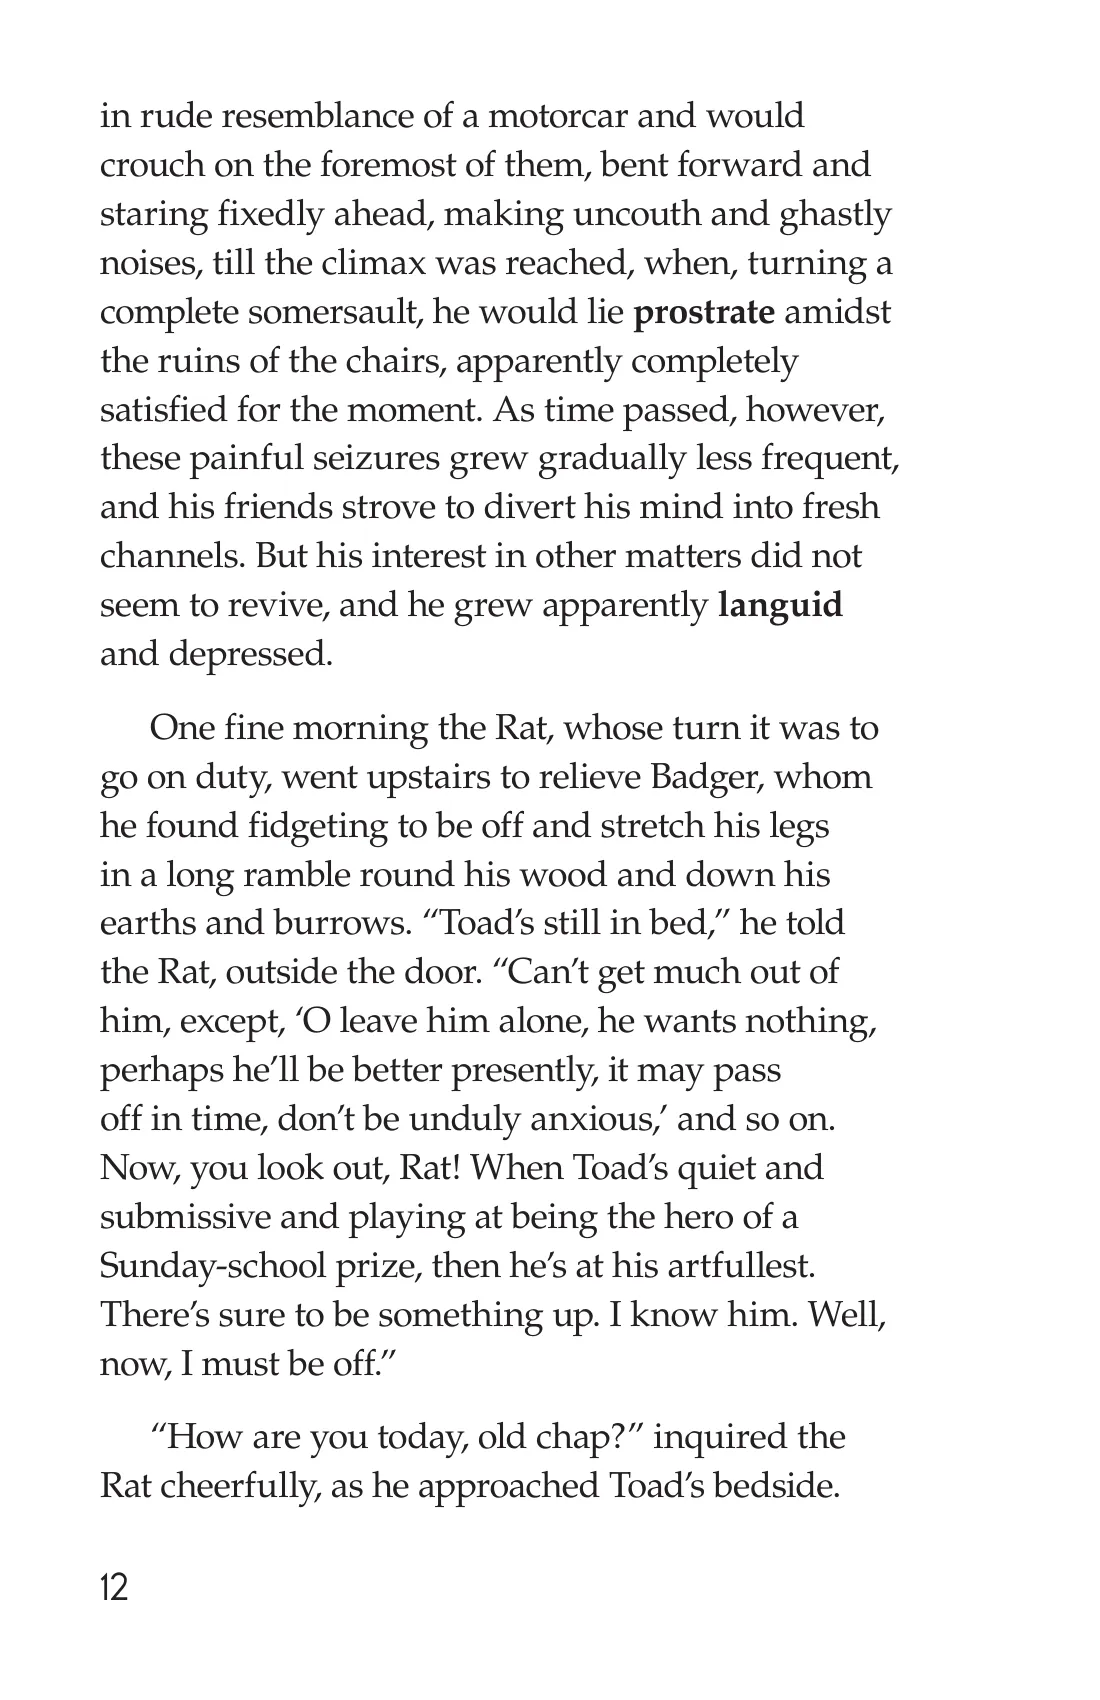 in rude resemblance of a motorcar and would
crouch on the foremost of them, bent forward and
staring fixedly ahead, making uncouth and ghastly
noises, till the climax was reached, when, turning a
complete somersault, he would lie prostrate amidst
the ruins of the chairs, apparently completely
satisfied for the moment. As time passed, however,
these painful seizures grew gradually less frequent,
and his friends strove to divert his mind into fresh
channels. But his interest in other matters did not
seem to revive, and he grew apparently languid
and depressed.
One fine morning the Rat, whose turn it was to
go on duty, went upstairs to relieve Badger, whom
he found fidgeting to be off and stretch his legs
in a long ramble round his wood and down his
earths and burrows. “Toad’s still in bed,” he told
the Rat, outside the door. “Can’t get much out of
him, except, ‘O leave him alone, he wants nothing,
perhaps he’ll be better presently, it may pass
off in time, don’t be unduly anxious,’ and so on.
Now, you look out, Rat! When Toad’s quiet and
submissive and playing at being the hero of a
Sunday-school prize, then he’s at his artfullest.
There’s sure to be something up. I know him. Well,
now, I must be off.”
“How are you today, old chap?” inquired the
Rat cheerfully, as he approached Toad’s bedside.
12